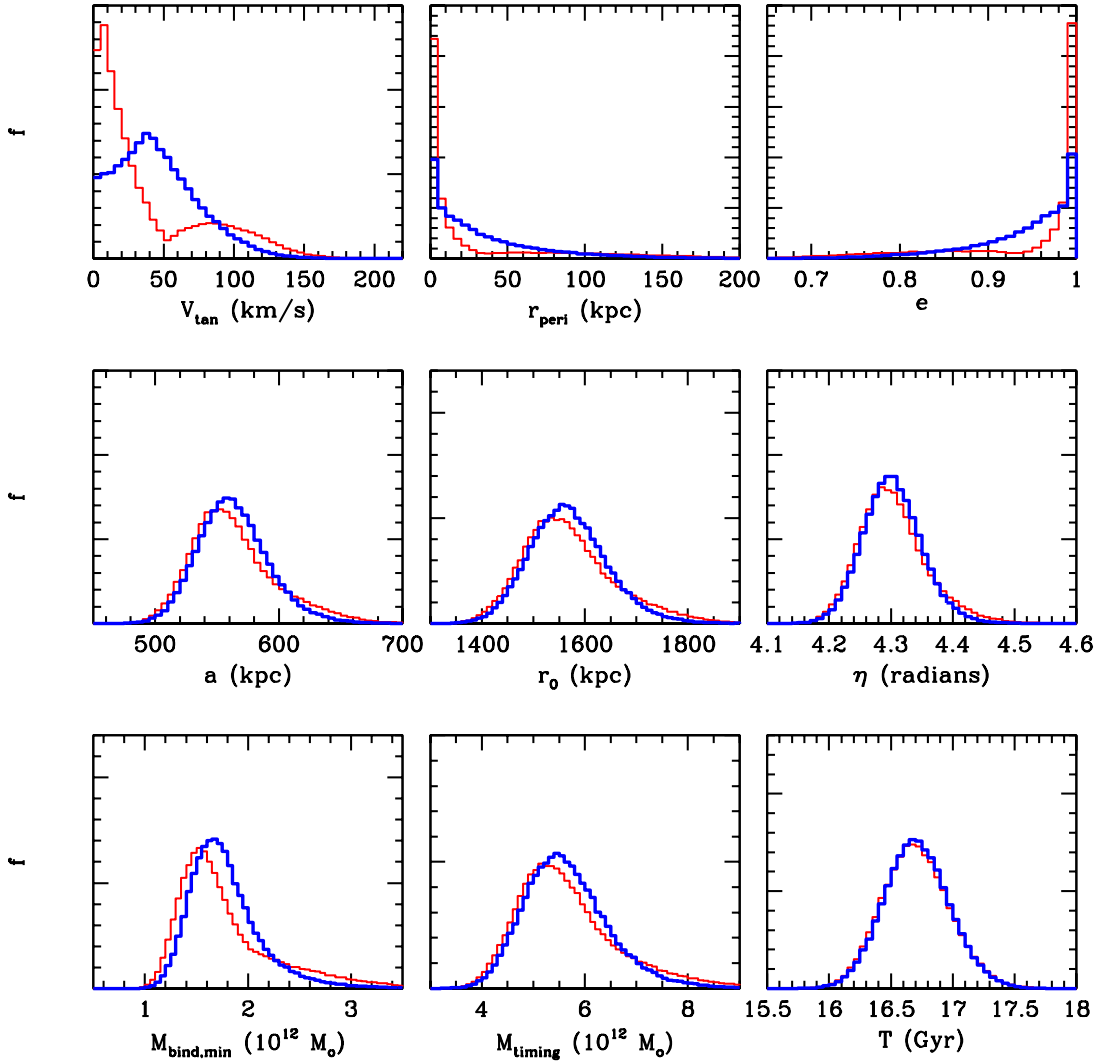 f
0 50 100 150 200
V_tan (km/s)
0 50 100 150 200
r_peri (kpc)
0.7 0.8 0.9 1
e
f
500 600 700
a (kpc)
1400 1600 1800
r_0 (kpc)
4.1 4.2 4.3 4.4 4.5 4.6
η (radians)
f
1 2 3
M_bind,min (10^12 M_o)
4 6 8
M_timing (10^12 M_o)
15.5 16 16.5 17 17.5 18
T (Gyr)